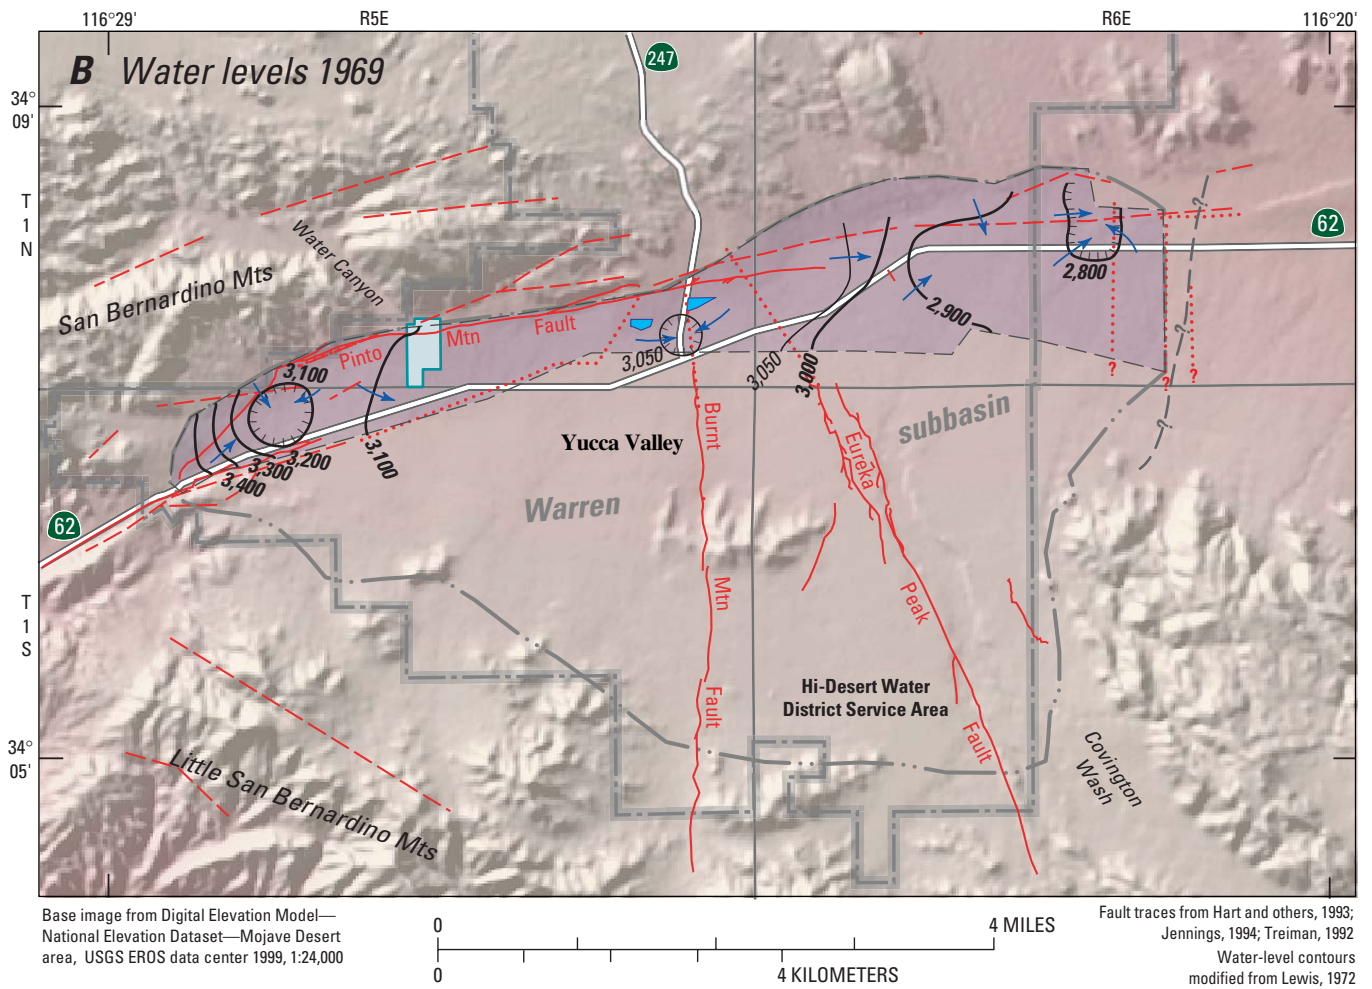 116°29'
R5E
R6E
116°20'
B Water levels 1969
247
34°
09'
T
1
N
62
Water Canyon
San Bernardino Mts
2,800
2,900
Pinto
Mtn
Fault
3,050
3,050
3,000
3,100
3,100
3,200
3,300
3,400
?
?
?
?
?
?
Burnt
Mtn
Fault
Eureka
Peak
Fault
Yucca Valley
Warren
subbasin
62
T
1
S
Hi-Desert Water
District Service Area
34°
05'
Little San Bernardino Mts
Covington
Wash
Base image from Digital Elevation Model—
National Elevation Dataset—Mojave Desert
area, USGS EROS data center 1999, 1:24,000
0
4 MILES
0
4 KILOMETERS
Fault traces from Hart and others, 1993;
Jennings, 1994; Treiman, 1992
Water-level contours
modified from Lewis, 1972